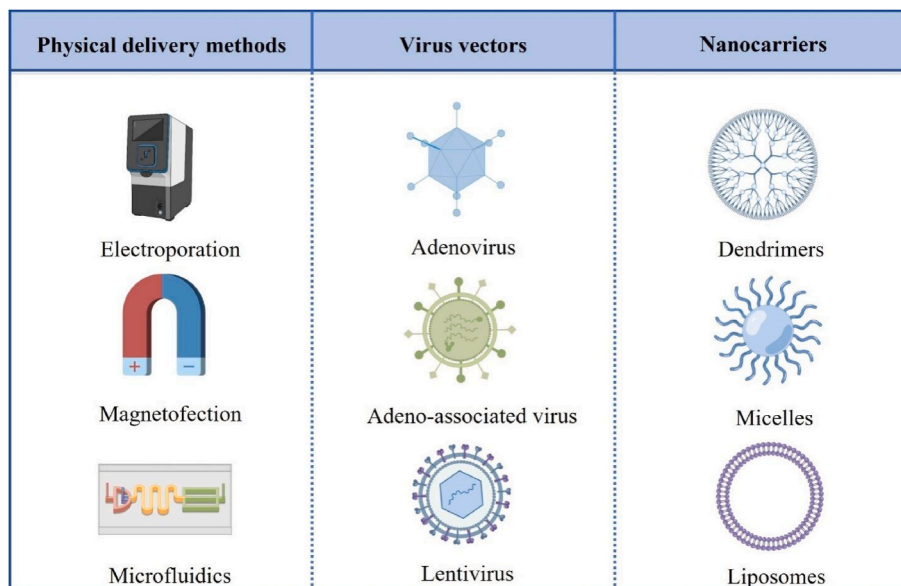 Physical delivery methods
Virus vectors
Nanocarriers
Electroporation
Adenovirus
Dendrimers
+ −
Magnetofection
Adeno-associated virus
Micelles
Microfluidics
Lentivirus
Liposomes